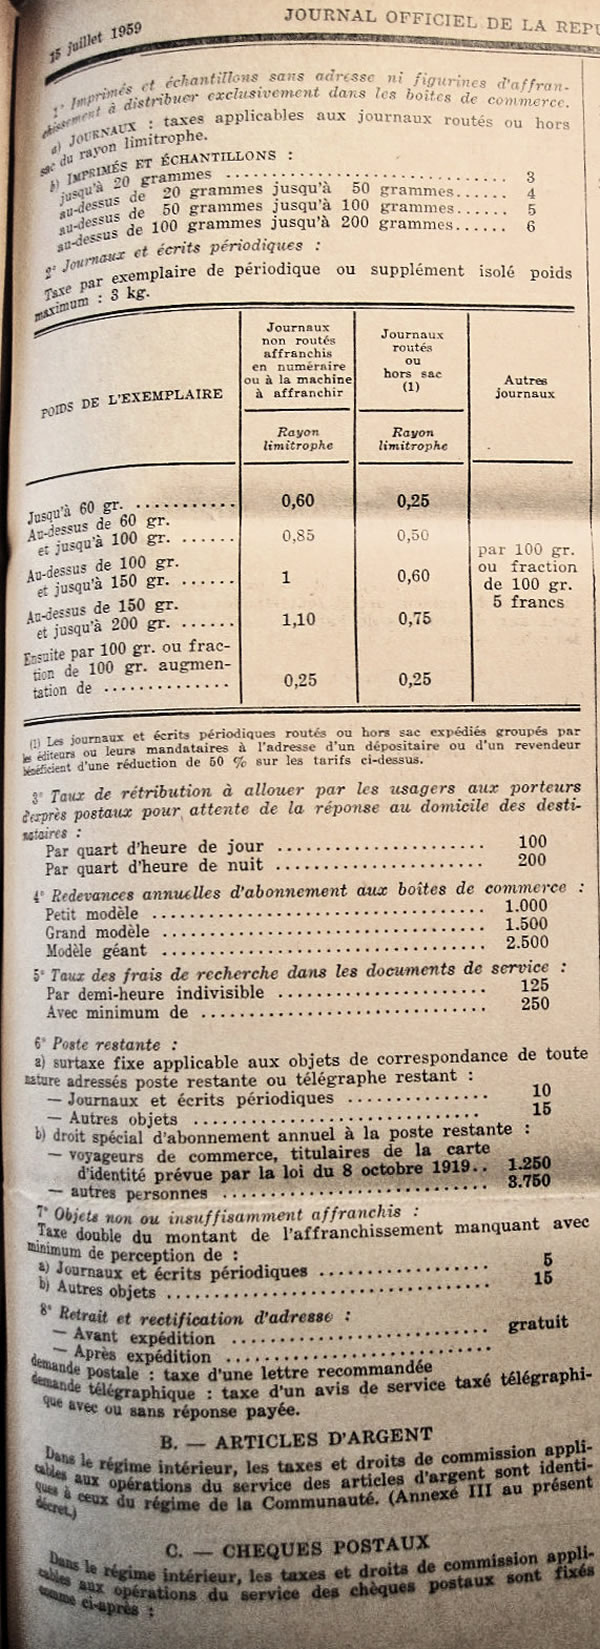 15 juillet 1959
JOURNAL OFFICIEL DE LA REPU
1° Imprimés et échantillons sans adresse ni figurines d'affran-
chissement à distribuer exclusivement dans les boîtes de commerce.
a) JOURNAUX : taxes applicables aux journaux routés ou hors
sac du rayon limitrophe.
b) IMPRIMÉS ET ÉCHANTILLONS :
jusqu'à 20 grammes .......... 3
au-dessus de 20 grammes jusqu'à 50 grammes...... 4
au-dessus de 50 grammes jusqu'à 100 grammes...... 5
au-dessus de 100 grammes jusqu'à 200 grammes...... 6
2° Journaux et écrits périodiques :
Taxe par exemplaire de périodique ou supplément isolé poids
maximum : 3 kg.
POIDS DE L'EXEMPLAIRE
Journaux
non routés
affranchis
en numéraire
ou à la machine
à affranchir
Rayon
limitrophe
Journaux
routés
ou
hors sac
(1)
Rayon
limitrophe
Autres
journaux
Jusqu'à 60 gr. ........... 0,60 0,25
Au-dessus de 60 gr.
et jusqu'à 100 gr. ...... 0,85 0,50
Au-dessus de 100 gr.
et jusqu'à 150 gr. ...... 1 0,60
Au-dessus de 150 gr.
et jusqu'à 200 gr. ...... 1,10 0,75
Ensuite par 100 gr. ou frac-
tion de 100 gr. augmen-
tation de .............. 0,25 0,25
par 100 gr.
ou fraction
de 100 gr.
5 francs
(1) Les journaux et écrits périodiques routés ou hors sac expédiés groupés par
les éditeurs ou leurs mandataires à l'adresse d'un dépositaire ou d'un revendeur
bénéficient d'une réduction de 50 % sur les tarifs ci-dessus.
3° Taux de rétribution à allouer par les usagers aux porteurs
d'exprès postaux pour attente de la réponse au domicile des desti-
nataires :
Par quart d'heure de jour .................... 100
Par quart d'heure de nuit .................... 200
4° Redevances annuelles d'abonnement aux boîtes de commerce :
Petit modèle .............................. 1.000
Grand modèle .............................. 1.500
Modèle géant .............................. 2.500
5° Taux des frais de recherche dans les documents de service :
Par demi-heure indivisible .................... 125
Avec minimum de .......................... 250
6° Poste restante :
a) surtaxe fixe applicable aux objets de correspondance de toute
nature adressés poste restante ou télégraphe restant :
— Journaux et écrits périodiques .............. 10
— Autres objets .......................... 15
b) droit spécial d'abonnement annuel à la poste restante :
— voyageurs de commerce, titulaires de la carte
d'identité prévue par la loi du 8 octobre 1919.. 1.250
— autres personnes .......................... 3.750
7° Objets non ou insuffisamment affranchis :
Taxe double du montant de l'affranchissement manquant avec
minimum de perception de :
a) Journaux et écrits périodiques .................. 5
b) Autres objets .............................. 15
8° Retrait et rectification d'adresse :
— Avant expédition .......................... gratuit
— Après expédition ..........................
demande postale : taxe d'une lettre recommandée
demande télégraphique : taxe d'un avis de service taxé télégraphi-
que avec ou sans réponse payée.
B. — ARTICLES D'ARGENT
Dans le régime intérieur, les taxes et droits de commission appli-
cables aux opérations du service des articles d'argent sont identi-
ques à ceux du régime de la Communauté. (Annexé III au présent
décret.)
C. — CHEQUES POSTAUX
Dans le régime intérieur, les taxes et droits de commission appli-
cables aux opérations du service des chèques postaux sont fixés
comme ci-après :